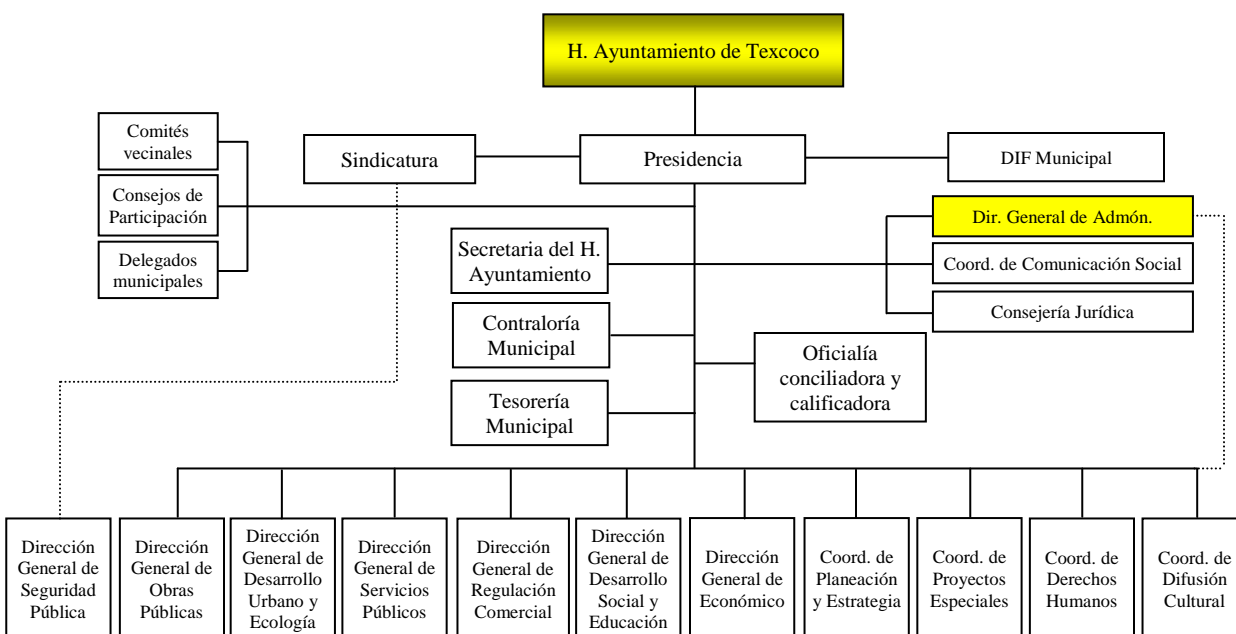 H. Ayuntamiento de Texcoco
Comités
vecinales
Sindicatura
Presidencia
DIF Municipal
Consejos de
Participación
Dir. General de Admón.
Delegados
municipales
Secretaria del H.
Ayuntamiento
Coord. de Comunicación Social
Consejería Jurídica
Contraloría
Municipal
Oficialía
conciliadora y
calificadora
Tesorería
Municipal
Dirección
General de
Seguridad
Pública
Dirección
General de
Obras
Públicas
Dirección
General de
Desarrollo
Urbano y
Ecología
Dirección
General de
Servicios
Públicos
Dirección
General de
Regulación
Comercial
Dirección
General de
Desarrollo
Social y
Educación
Dirección
General de
Económico
Coord. de
Planeación
y Estrategia
Coord. de
Proyectos
Especiales
Coord. de
Derechos
Humanos
Coord. de
Difusión
Cultural